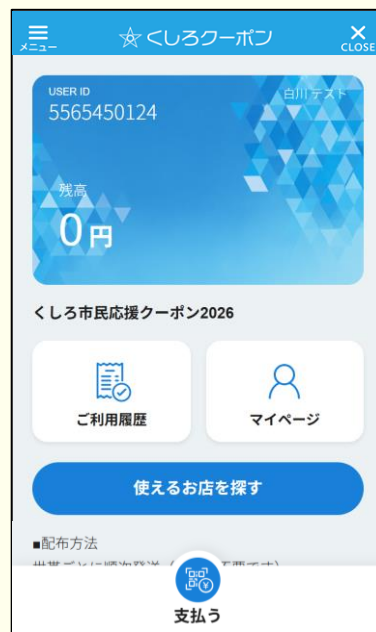 メニュー
くしろクーポン
CLOSE
USER ID
白川 テスト
5565450124
残高
0円
くしろ市民応援クーポン2026
ご利用履歴
マイページ
使えるお店を探す
■配布方法
支払う